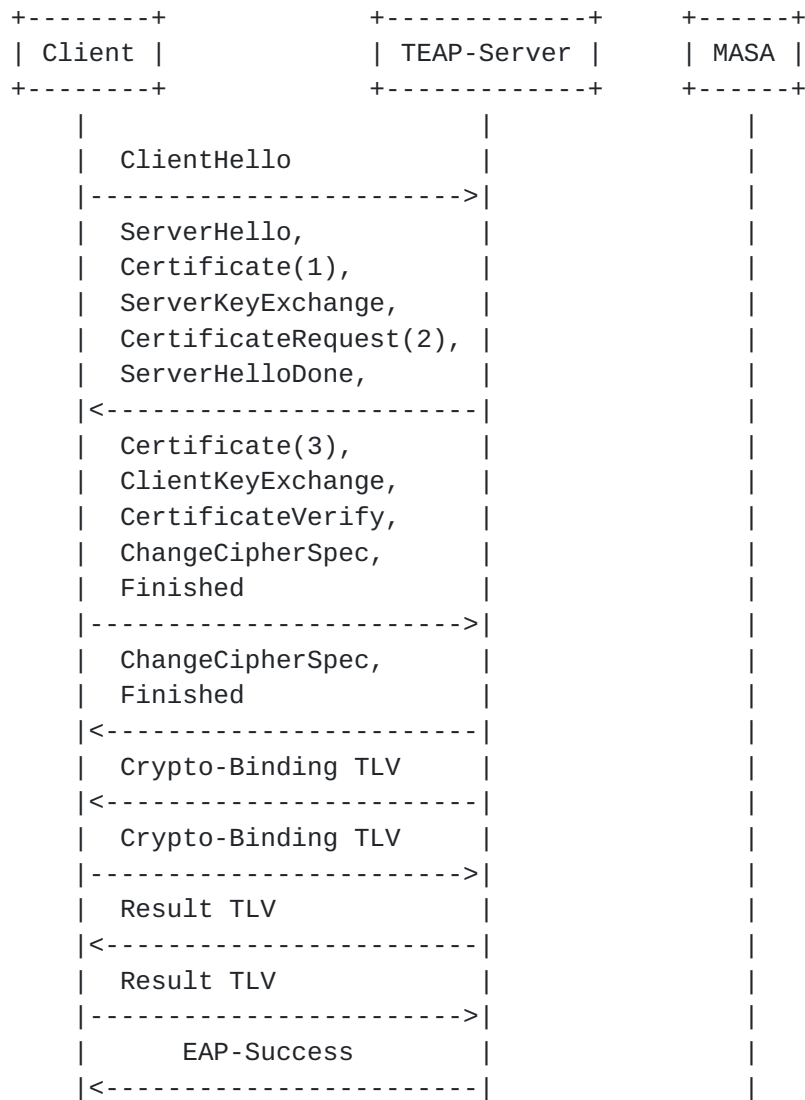 +--------+             +-------------+     +------+
| Client |             | TEAP-Server |     | MASA |
+--------+             +-------------+     +------+
    |                         |                |
    |  ClientHello            |                |
    |------------------------>|                |
    |  ServerHello,           |                |
    |  Certificate(1),        |                |
    |  ServerKeyExchange,     |                |
    |  CertificateRequest(2), |                |
    |  ServerHelloDone,       |                |
    |<------------------------|                |
    |  Certificate(3),        |                |
    |  ClientKeyExchange,     |                |
    |  CertificateVerify,     |                |
    |  ChangeCipherSpec,      |                |
    |  Finished               |                |
    |------------------------>|                |
    |  ChangeCipherSpec,      |                |
    |  Finished               |                |
    |<------------------------|                |
    |  Crypto-Binding TLV     |                |
    |<------------------------|                |
    |  Crypto-Binding TLV     |                |
    |------------------------>|                |
    |  Result TLV             |                |
    |<------------------------|                |
    |  Result TLV             |                |
    |------------------------>|                |
    |      EAP-Success        |                |
    |<------------------------|                |